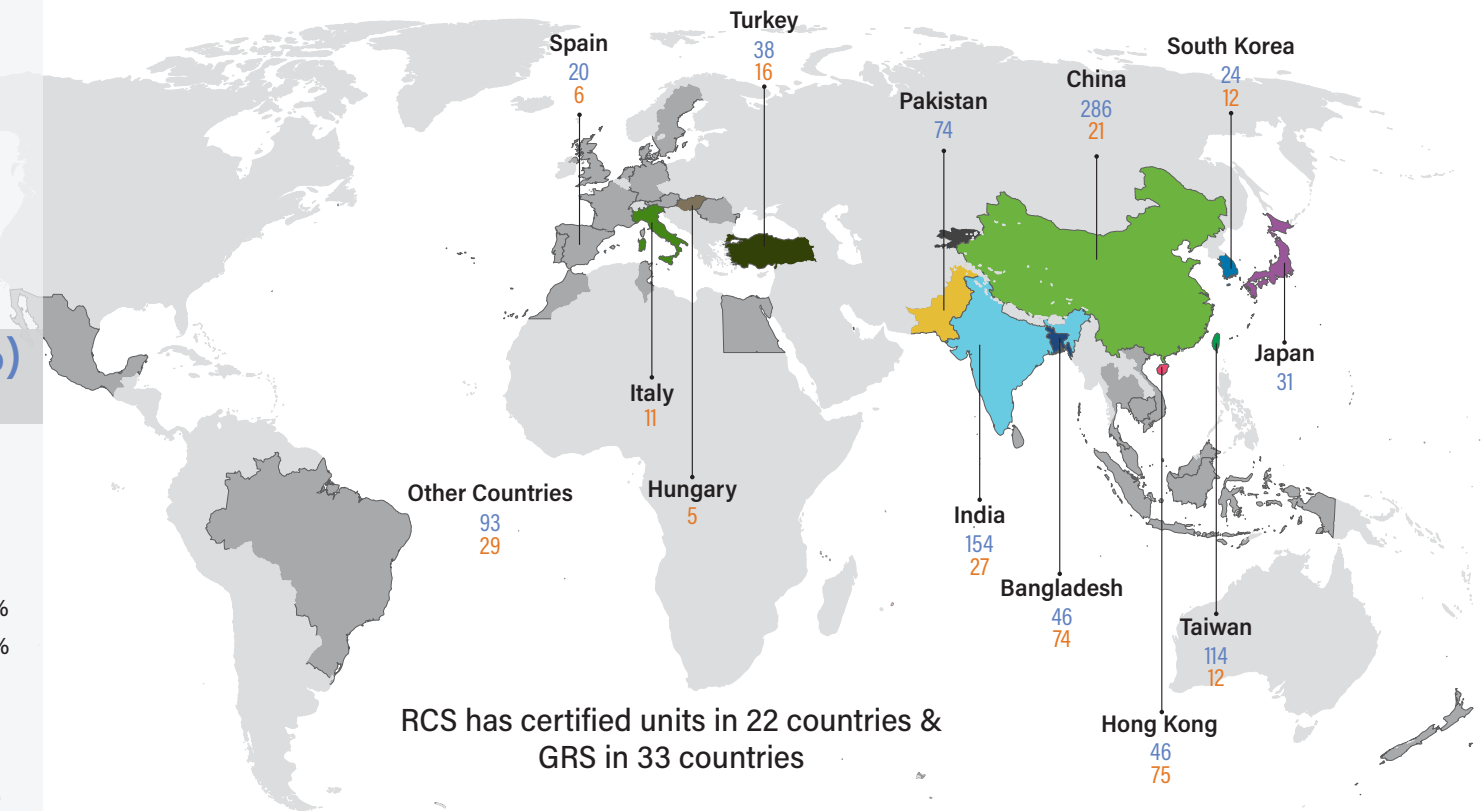 Turkey
38
16
Spain
20
6
South Korea
24
12
China
286
21
Pakistan
74
Japan
31
Italy
11
Hungary
5
Other Countries
93
29
India
154
27
Bangladesh
46
74
Taiwan
114
12
Hong Kong
46
75
)
%
%
RCS has certified units in 22 countries &
GRS in 33 countries